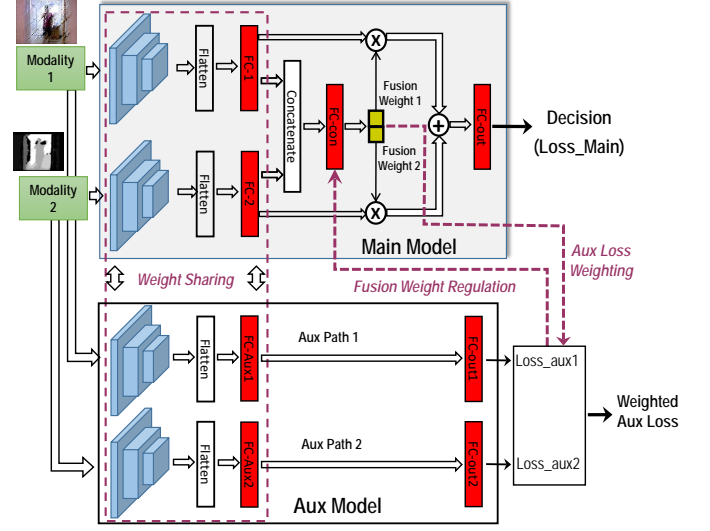 Modality
1
Flatten
FC-1
Concatenate
FC-con
Fusion
Weight 1
X
+
FC-out
Decision
(Loss_Main)
Modality
2
Flatten
FC-2
Fusion
Weight 2
X
Main Model
Weight Sharing
Fusion Weight Regulation
Aux Loss
Weighting
Flatten
FC-Aux1
Aux Path 1
FC-out1
Loss_aux1
Weighted
Aux Loss
Flatten
FC-Aux2
Aux Path 2
FC-out2
Loss_aux2
Aux Model